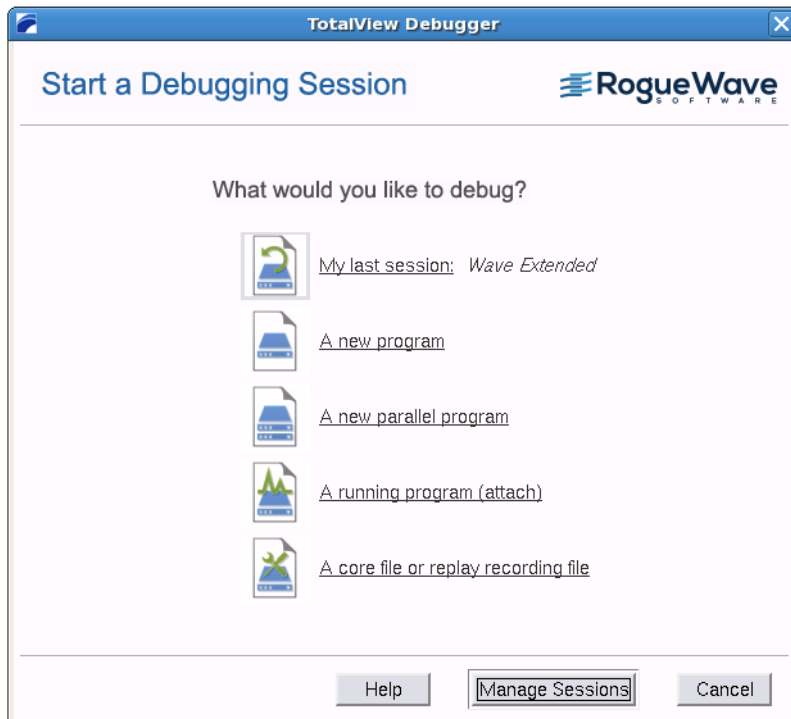 TotalView Debugger
Start a Debugging Session
RogueWave
SOFTWARE
What would you like to debug?
My last session: Wave Extended
A new program
A new parallel program
A running program (attach)
A core file or replay recording file
Help Manage Sessions Cancel